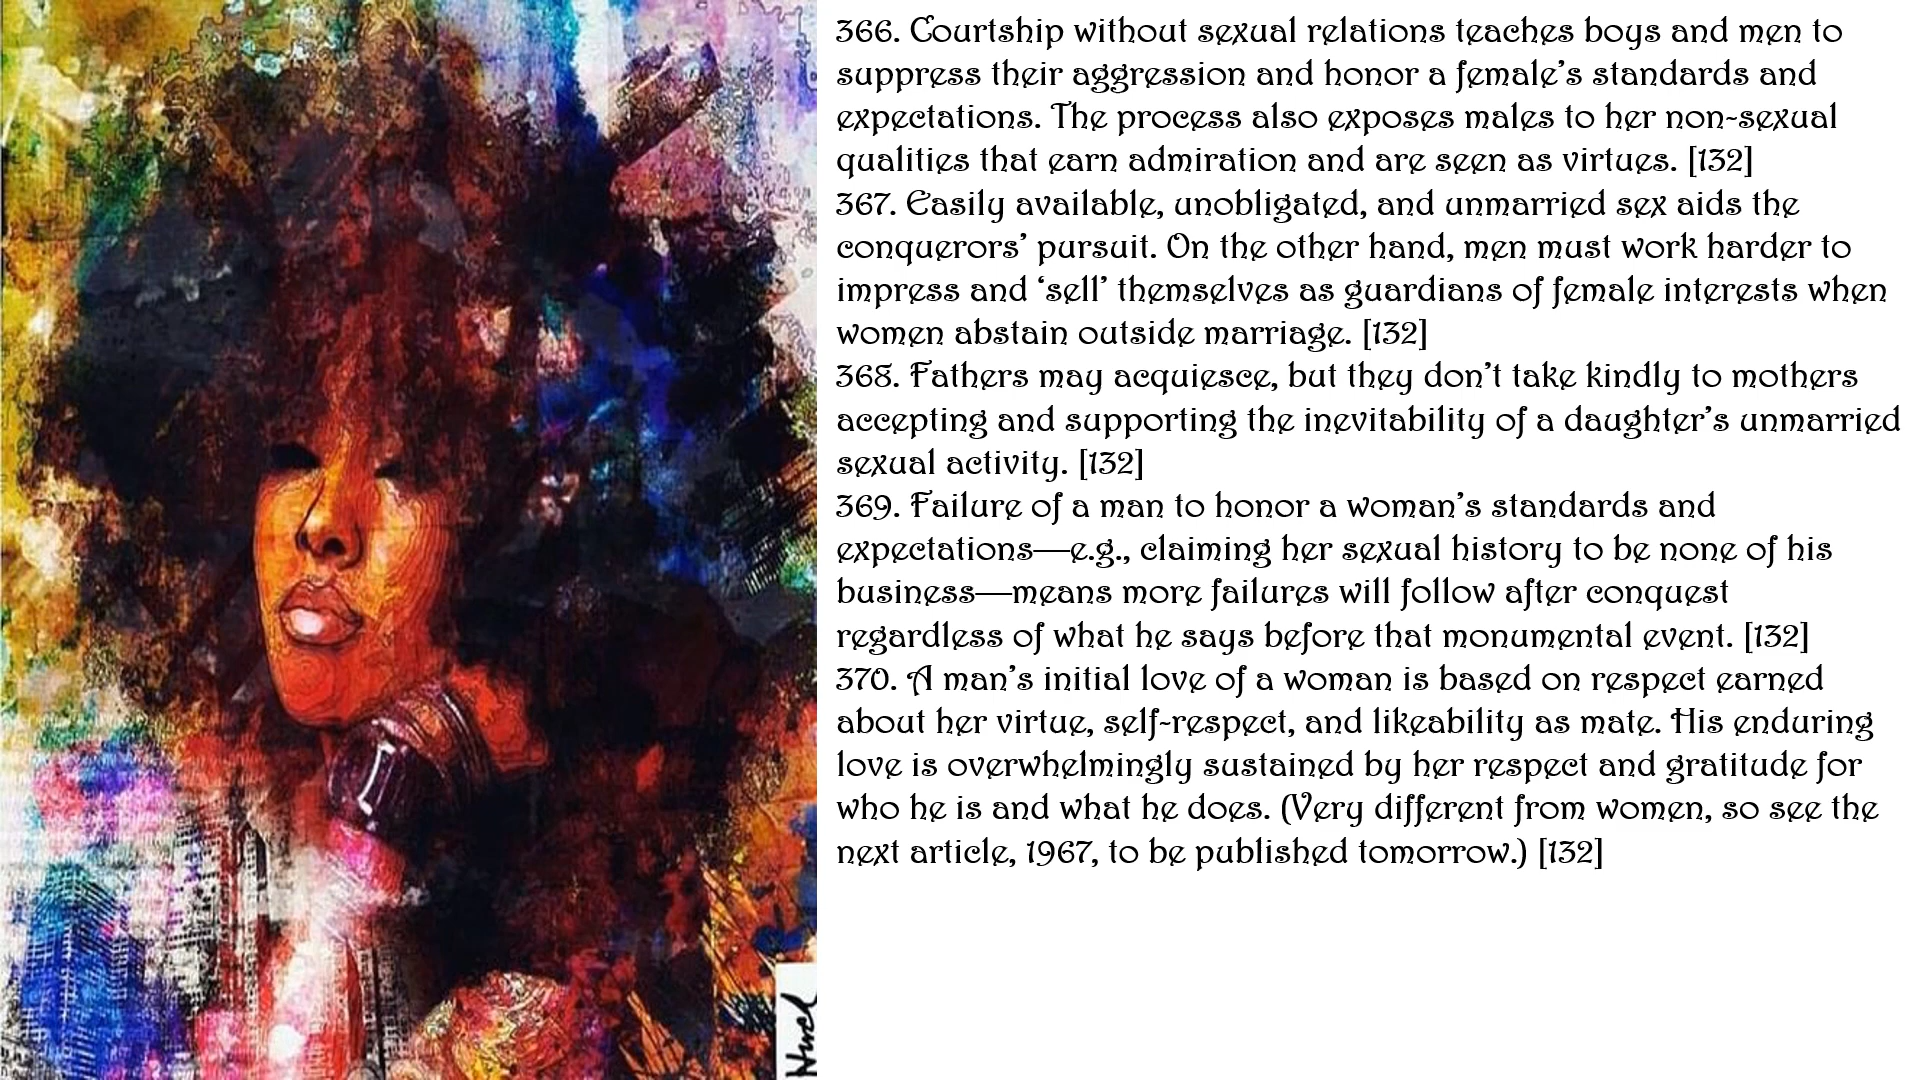 366. Courtship without sexual relations teaches boys and men to
suppress their aggression and honor a female’s standards and
expectations. The process also exposes males to her non-sexual
qualities that earn admiration and are seen as virtues. [132]
367. Easily available, unobligated, and unmarried sex aids the
conquerors’ pursuit. On the other hand, men must work harder to
impress and ‘sell’ themselves as guardians of female interests when
women abstain outside marriage. [132]
368. Fathers may acquiesce, but they don’t take kindly to mothers
accepting and supporting the inevitability of a daughter’s unmarried
sexual activity. [132]
369. Failure of a man to honor a woman’s standards and
expectations—e.g., claiming her sexual history to be none of his
business—means more failures will follow after conquest
regardless of what he says before that monumental event. [132]
370. A man’s initial love of a woman is based on respect earned
about her virtue, self-respect, and likeability as mate. His enduring
love is overwhelmingly sustained by her respect and gratitude for
who he is and what he does. (Very different from women, so see the
next article, 1967, to be published tomorrow.) [132]